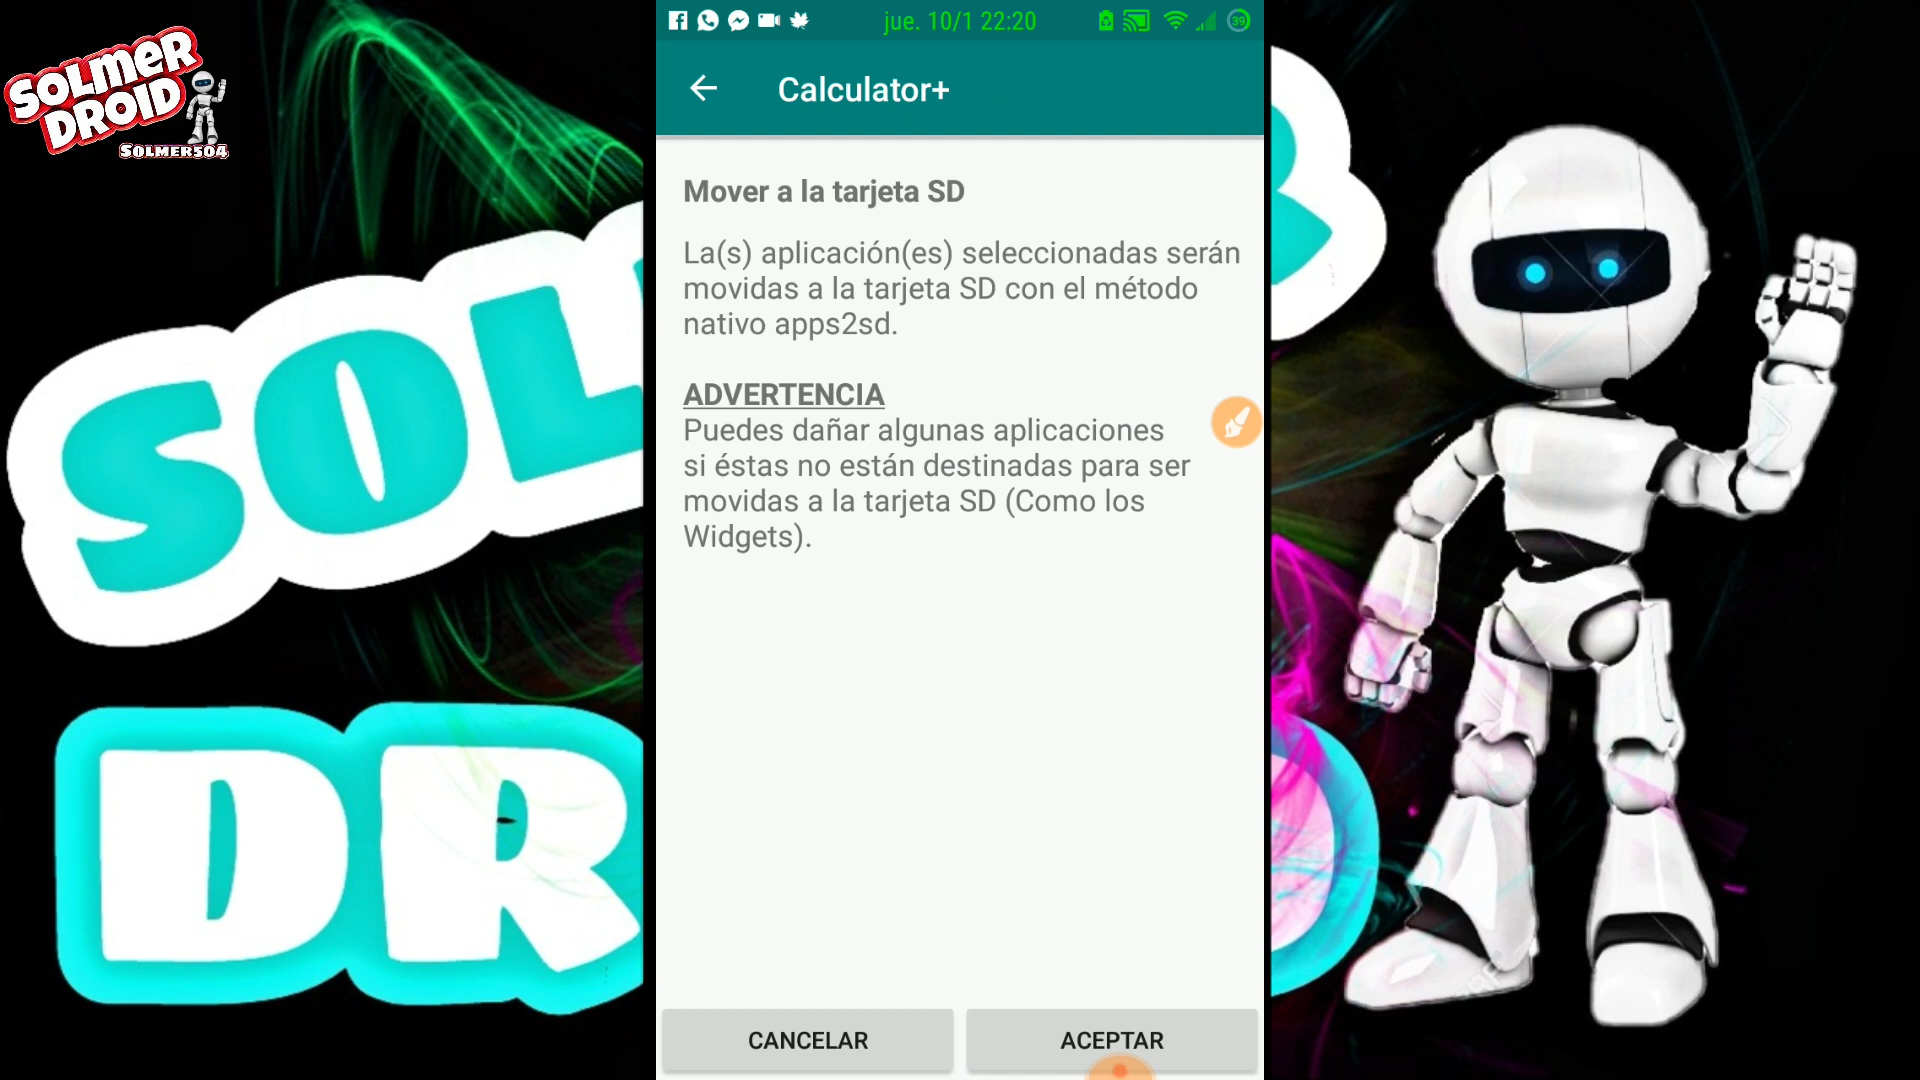 SOLMER
DROID
SOLMER504
jue. 10/1 22:20
39
Calculator+
Mover a la tarjeta SD
La(s) aplicación(es) seleccionadas serán
movidas a la tarjeta SD con el método
nativo apps2sd.
ADVERTENCIA
Puedes dañar algunas aplicaciones
si éstas no están destinadas para ser
movidas a la tarjeta SD (Como los
Widgets).
CANCELAR
ACEPTAR
SOL
DR